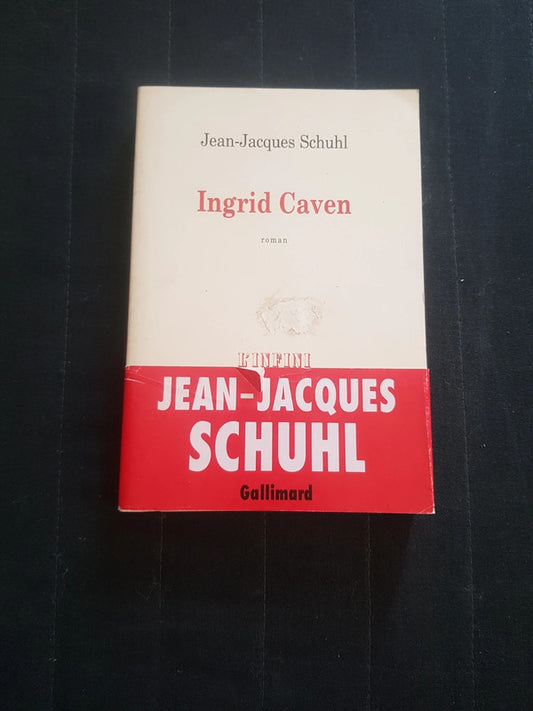 Jean-Jacques Schuhl
Ingrid Caven
roman
L'INFINI
JEAN-JACQUES
SCHUHL
Gallimard